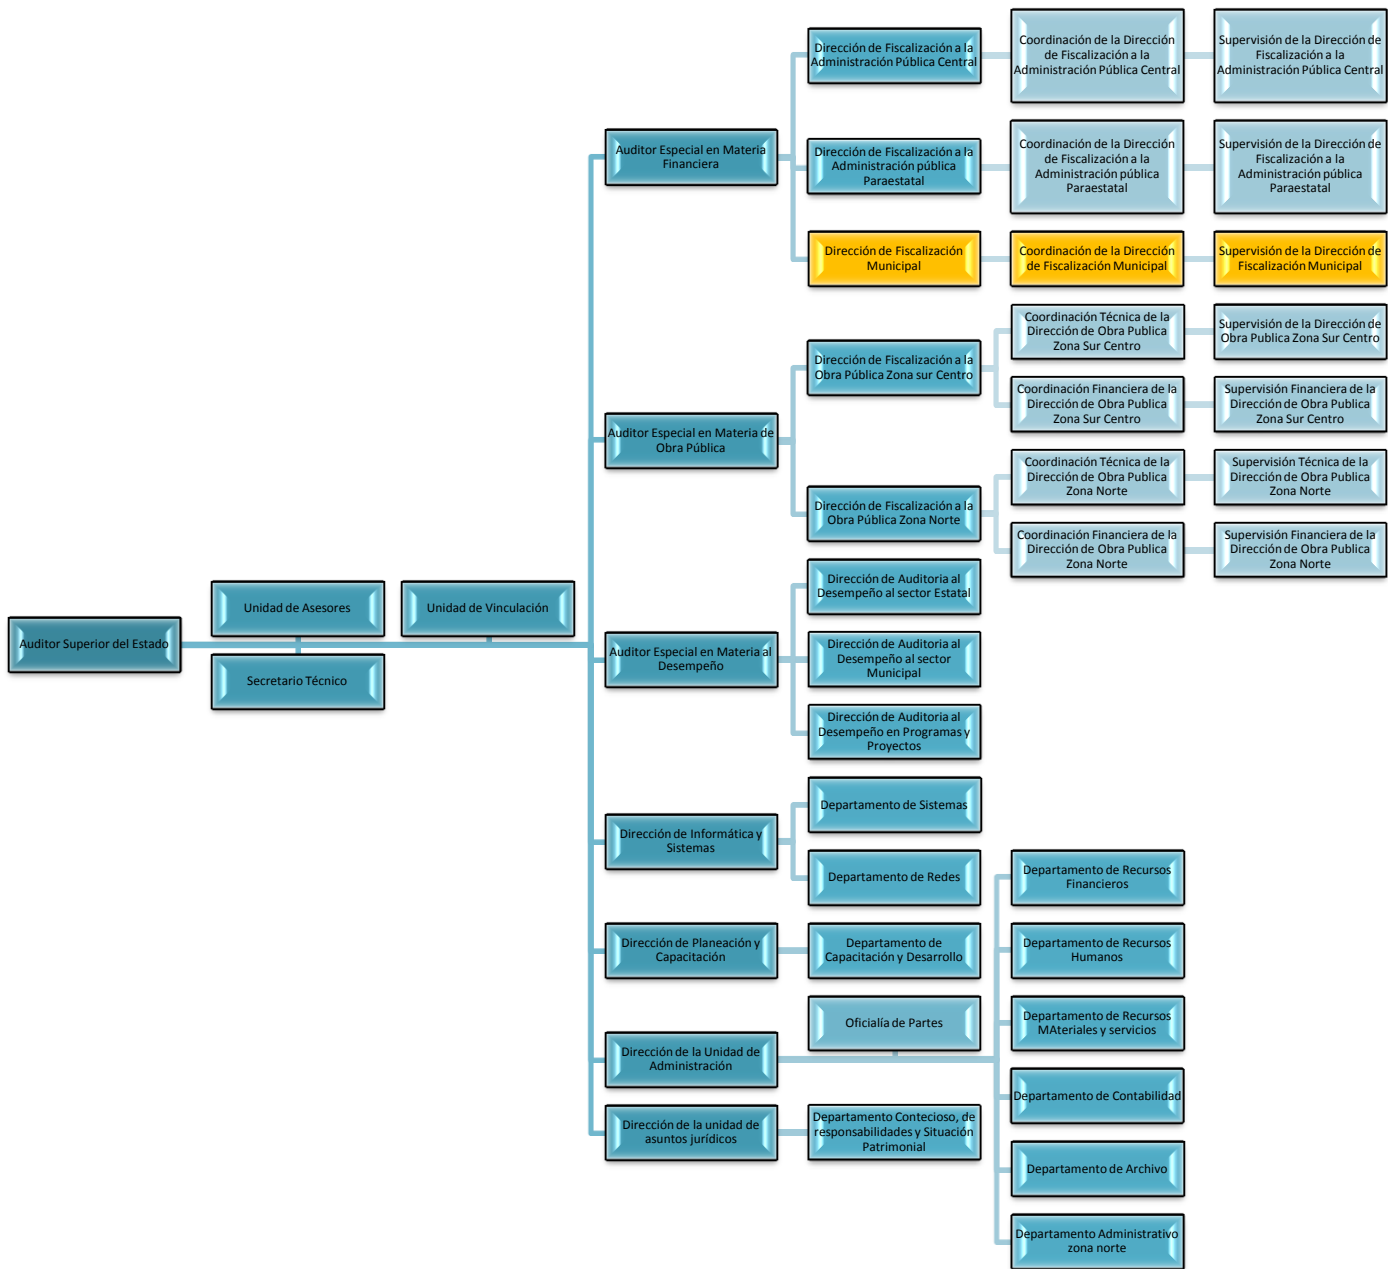 Auditor Superior del Estado
Unidad de Asesores
Secretario Técnico
Unidad de Vinculación
Auditor Especial en Materia
Financiera
Dirección de Fiscalización a la
Administración Pública Central
Coordinación de la Dirección
de Fiscalización a la
Administración Pública Central
Supervisión de la Dirección de
Fiscalización a la
Administración Pública Central
Dirección de Fiscalización a la
Administración pública
Paraestatal
Coordinación de la Dirección
de Fiscalización a la
Administración pública
Paraestatal
Supervisión de la Dirección de
Fiscalización a la
Administración pública
Paraestatal
Dirección de Fiscalización
Municipal
Coordinación de la Dirección
de Fiscalización Municipal
Supervisión de la Dirección de
Fiscalización Municipal
Auditor Especial en Materia de
Obra Pública
Dirección de Fiscalización a la
Obra Pública Zona sur Centro
Coordinación Técnica de la
Dirección de Obra Publica
Zona Sur Centro
Supervisión de la Dirección de
Obra Publica Zona Sur Centro
Coordinación Financiera de la
Dirección de Obra Publica
Zona Sur Centro
Supervisión Financiera de la
Dirección de Obra Publica
Zona Sur Centro
Dirección de Fiscalización a la
Obra Pública Zona Norte
Coordinación Técnica de la
Dirección de Obra Publica
Zona Norte
Supervisión Técnica de la
Dirección de Obra Publica
Zona Norte
Coordinación Financiera de la
Dirección de Obra Publica
Zona Norte
Supervisión Financiera de la
Dirección de Obra Publica
Zona Norte
Auditor Especial en Materia al
Desempeño
Dirección de Auditoria al
Desempeño al sector Estatal
Dirección de Auditoria al
Desempeño al sector
Municipal
Dirección de Auditoria al
Desempeño en Programas y
Proyectos
Dirección de Informática y
Sistemas
Departamento de Sistemas
Departamento de Redes
Dirección de Planeación y
Capacitación
Departamento de
Capacitación y Desarrollo
Dirección de la Unidad de
Administración
Oficialía de Partes
Departamento de Recursos
Financieros
Departamento de Recursos
Humanos
Departamento de Recursos
MAteriales y servicios
Departamento de Contabilidad
Departamento de Archivo
Departamento Administrativo
zona norte
Dirección de la unidad de
asuntos jurídicos
Departamento Contecioso, de
responsabilidades y Situación
Patrimonial